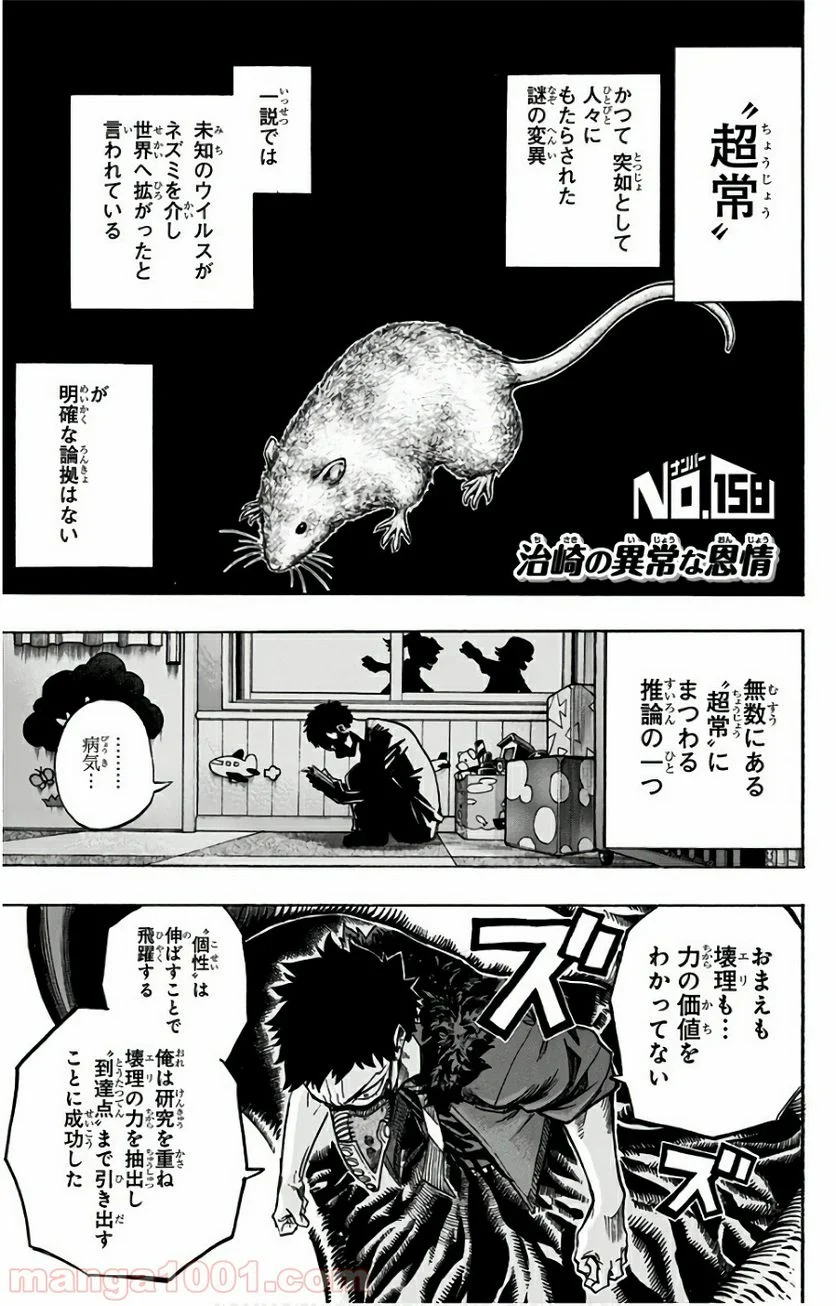 〝超常〟
かつて 突如として
人々に
もたらされた
謎の変異
一説では
未知のウイルスが
ネズミを介し
世界へ拡がったと
言われている
が
明確な論拠はない
ナンバー
No.158
治崎の異常な恩情
無数にある
〝超常〟に
まつわる
推論の一つ
………
病気…
おまえも
壊理も…
力の価値を
わかってない
ズズッ
〝個性〟は
伸ばすことで
飛躍する
俺は研究を重ね
壊理の力を抽出し
〝到達点〟まで引き出す
ことに成功した
manga1001.com